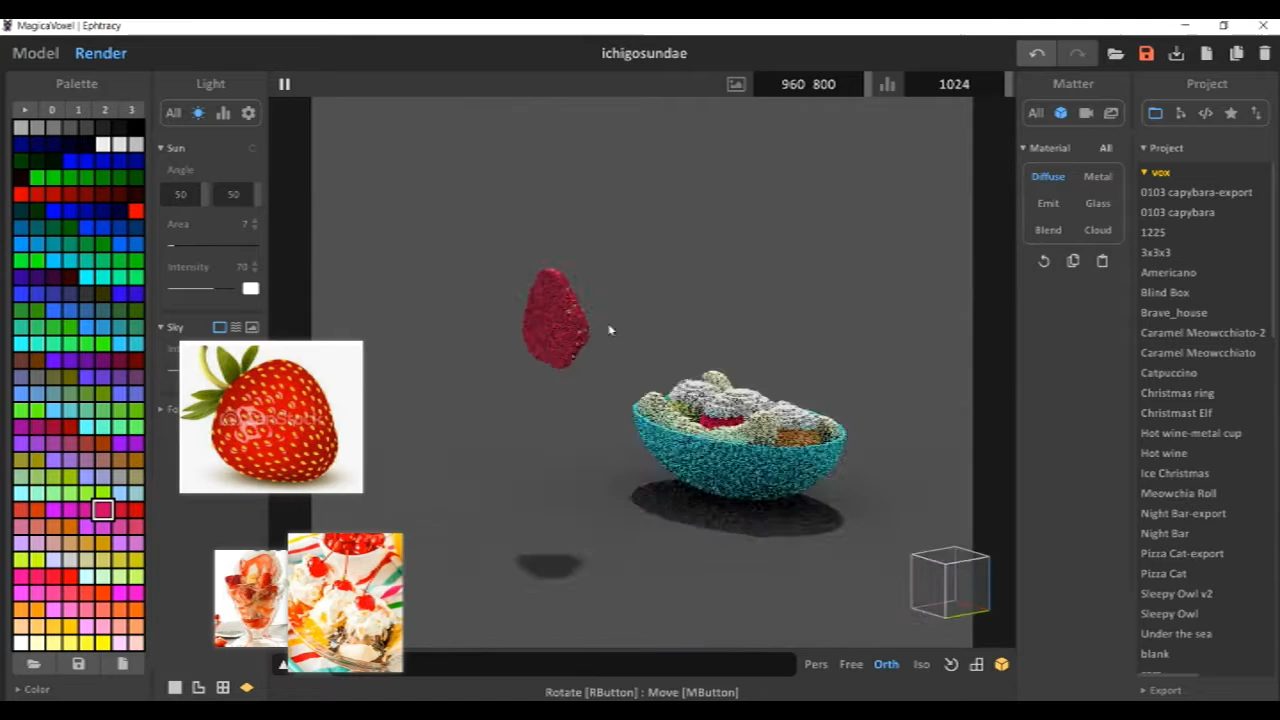 MagicaVoxel | Ephtracy
Model Render
ichigosundae
Palette
Light
960 800
1024
Matter
Project
0 1 2 3
All
All
Sun
C
Angle
50 50
Area 7
Intensity 70
Sky
Material All
Diffuse Metal
Emit Glass
Blend Cloud
Project
vox
0103 capybara-export
0103 capybara
1225
3x3x3
Americano
Blind Box
Brave_house
Caramel Meowcchiato-2
Caramel Meowcchiato
Catpuccino
Christmas ring
Christmast Elf
Hot wine-metal cup
Hot wine
Ice Christmas
Meowchia Roll
Night Bar-export
Night Bar
Pizza Cat-export
Pizza Cat
Sleepy Owl v2
Sleepy Owl
Under the sea
blank
Export
Pers Free Orth Iso
Color
Rotate [RButton] : Move [MButton]